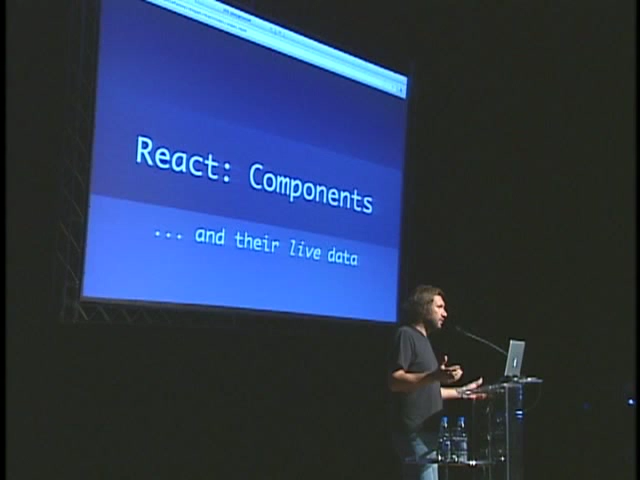 React: Components
... and their live data